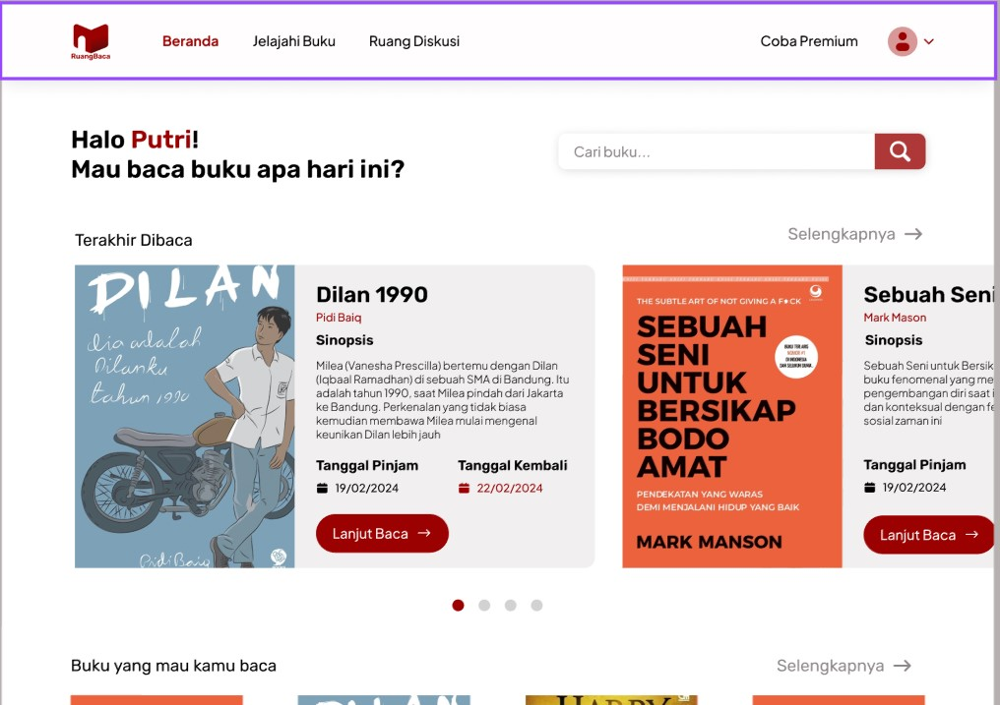 RuangBaca
Beranda
Jelajahi Buku
Ruang Diskusi
Coba Premium
Halo Putri!
Mau baca buku apa hari ini?
Cari buku...
Terakhir Dibaca
Selengkapnya
DILAN
dia adalah
Dilanku
tahun 1990
Pidi Baiq
Dilan 1990
Pidi Baiq
Sinopsis
Milea (Vanesha Prescilla) bertemu dengan Dilan
(Iqbaal Ramadhan) di sebuah SMA di Bandung. Itu
adalah tahun 1990, saat Milea pindah dari Jakarta
ke Bandung. Perkenalan yang tidak biasa
kemudian membawa Milea mulai mengenal
keunikan Dilan lebih jauh
Tanggal Pinjam
Tanggal Kembali
19/02/2024
22/02/2024
Lanjut Baca
THE SUBTLE ART OF NOT GIVING A F*CK
SEBUAH
SENI
UNTUK
BERSIKAP
BODO
AMAT
BUKU TERLARIS
NOMOR #1
DI INDONESIA
DAN SELURUH DUNIA
PENDEKATAN YANG WARAS
DEMI MENJALANI HIDUP YANG BAIK
MARK MANSON
Sebuah Seni
Mark Manson
Sinopsis
Sebuah Seni untuk Bersik
buku fenomenal yang me
pengembangan diri saat i
dan konteksual dengan fe
sosial zaman ini
Tanggal Pinjam
19/02/2024
Lanjut Baca
Buku yang mau kamu baca
Selengkapnya
DILAN
HARRY